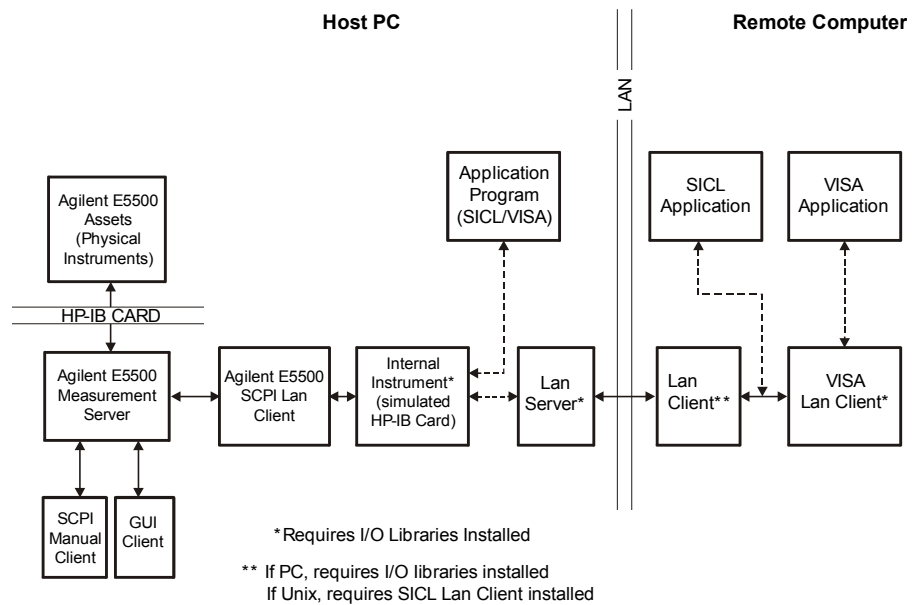 Host PC
Remote Computer
LAN
Agilent E5500
Assets
(Physical
Instruments)
HP-IB CARD
Application
Program
(SICL/VISA)
SICL
Application
VISA
Application
Agilent E5500
Measurement
Server
Agilent E5500
SCPI Lan
Client
Internal
Instrument*
(simulated
HP-IB Card)
Lan
Server*
Lan
Client**
VISA
Lan Client*
SCPI
Manual
Client
GUI
Client
*Requires I/O Libraries Installed
** If PC, requires I/O libraries installed
If Unix, requires SICL Lan Client installed